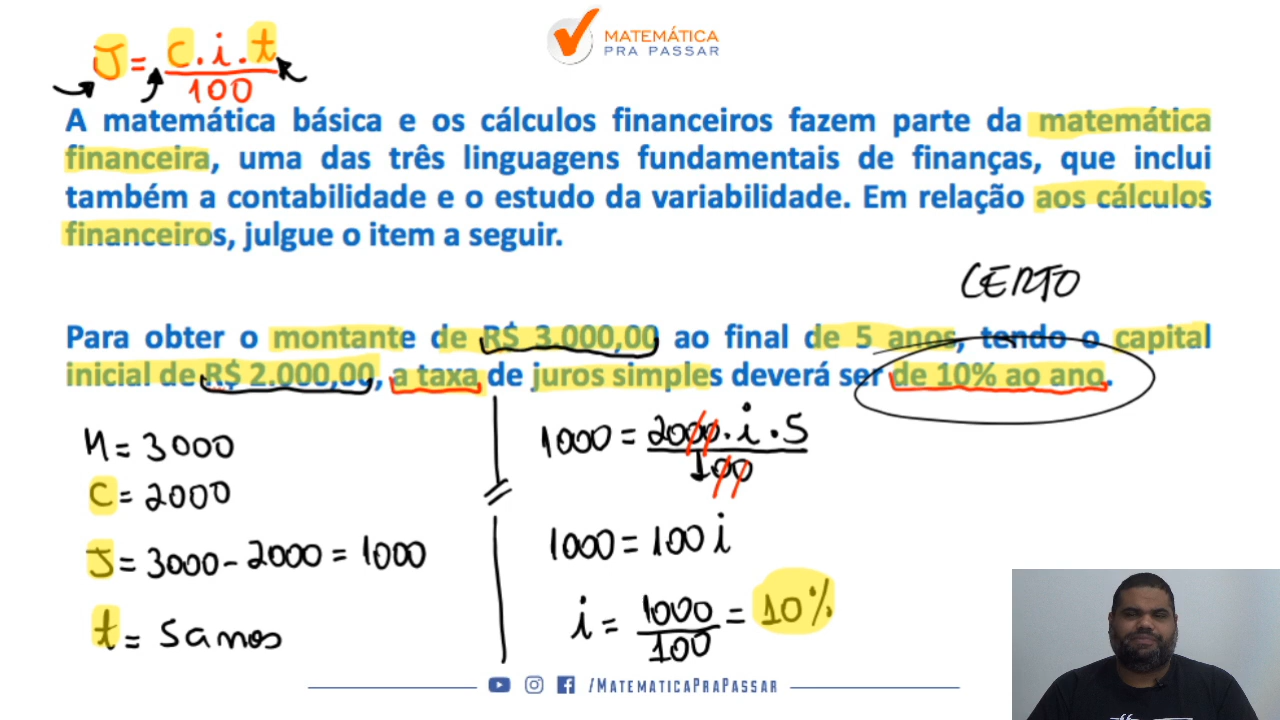 MATEMÁTICA
PRA PASSAR
J = C . i . t
100
A matemática básica e os cálculos financeiros fazem parte da matemática
financeira, uma das três linguagens fundamentais de finanças, que inclui
também a contabilidade e o estudo da variabilidade. Em relação aos cálculos
financeiros, julgue o item a seguir.
CERTO
Para obter o montante de R$ 3.000,00 ao final de 5 anos, tendo o capital
inicial de R$ 2.000,00, a taxa de juros simples deverá ser de 10% ao ano.
M = 3000
C = 2000
J = 3000 - 2000 = 1000
t = 5 anos
1000 = 2000 . i . 5
100
1000 = 100 i
i = 1000 = 10%
100
/MATEMATICAPRAPASSAR